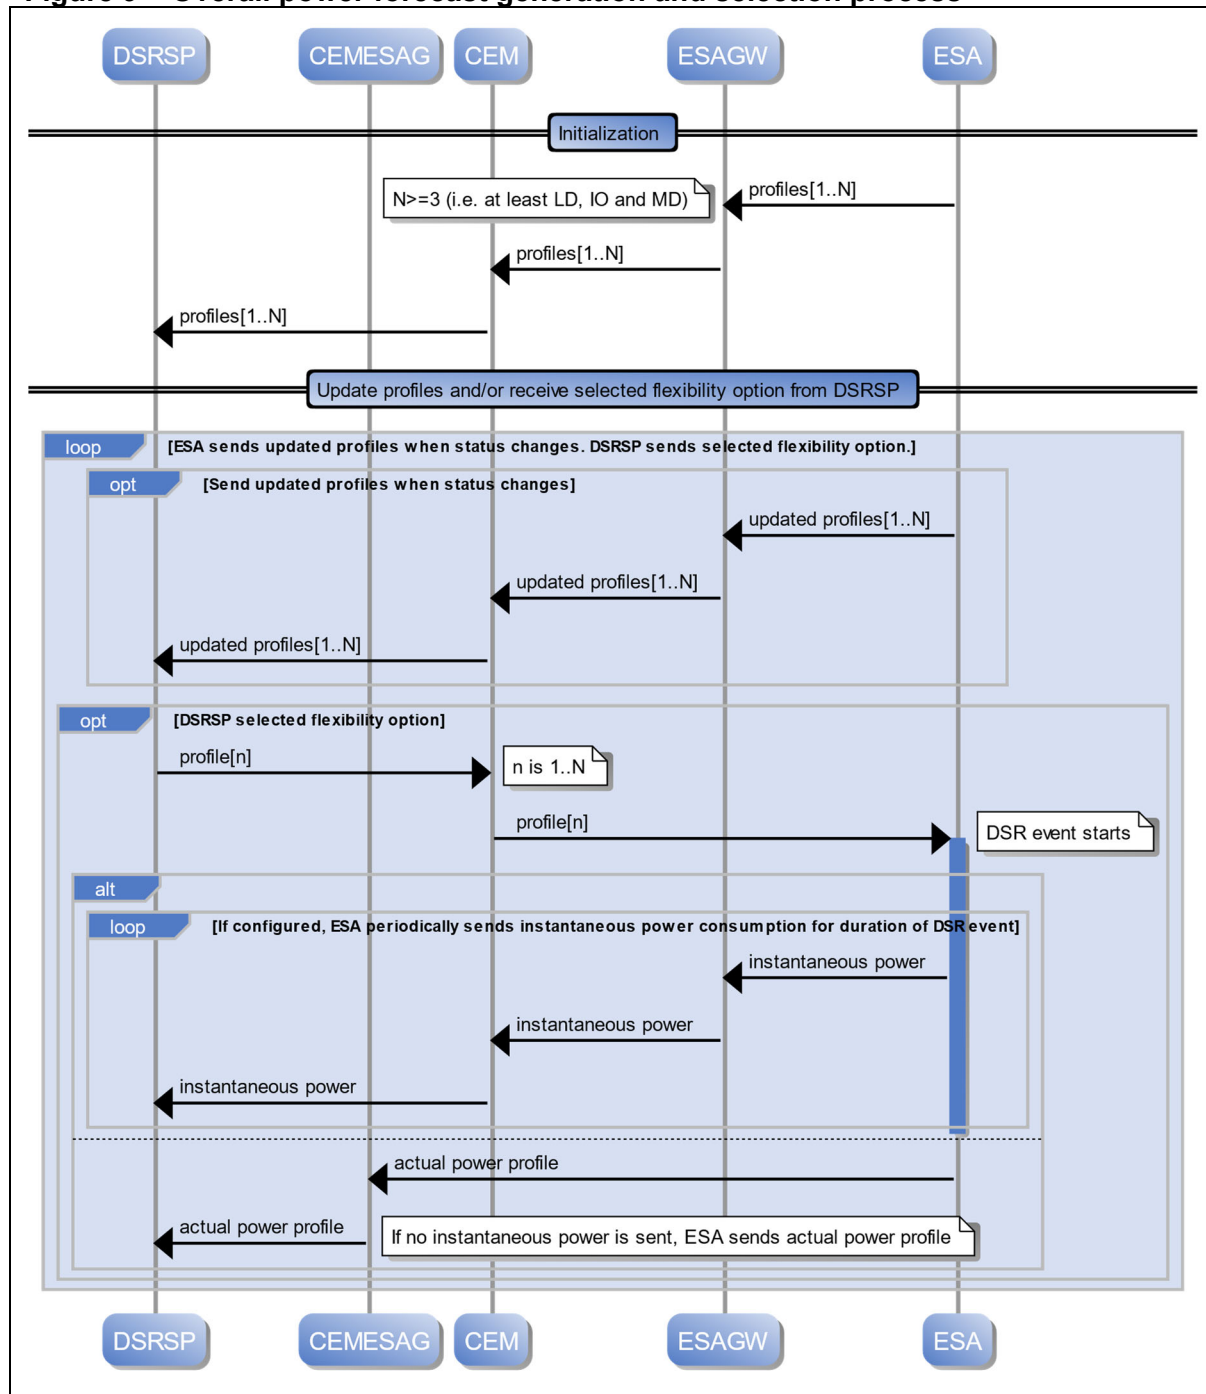 DSRSP CEMESAG CEM ESAGW ESA
Initialization
profiles[1..N]
N>=3 (i.e. at least LD, IO and MD)
profiles[1..N]
profiles[1..N]
Update profiles and/or receive selected flexibility option from DSRSP
loop [ESA sends updated profiles when status changes. DSRSP sends selected flexibility option.]
opt [Send updated profiles when status changes]
updated profiles[1..N]
updated profiles[1..N]
updated profiles[1..N]
opt [DSRSP selected flexibility option]
profile[n]
n is 1..N
profile[n]
DSR event starts
alt
loop [If configured, ESA periodically sends instantaneous power consumption for duration of DSR event]
instantaneous power
instantaneous power
instantaneous power
actual power profile
actual power profile
If no instantaneous power is sent, ESA sends actual power profile
DSRSP CEMESAG CEM ESAGW ESA